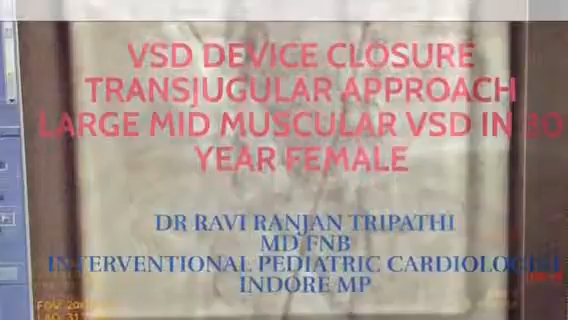 VSD DEVICE CLOSURE
TRANSJUGULAR APPROACH
LARGE MID MUSCULAR VSD IN 30
YEAR FEMALE
DR RAVI RANJAN TRIPATHI
MD FNB
INTERVENTIONAL PEDIATRIC CARDIOLOGIST
INDORE MP